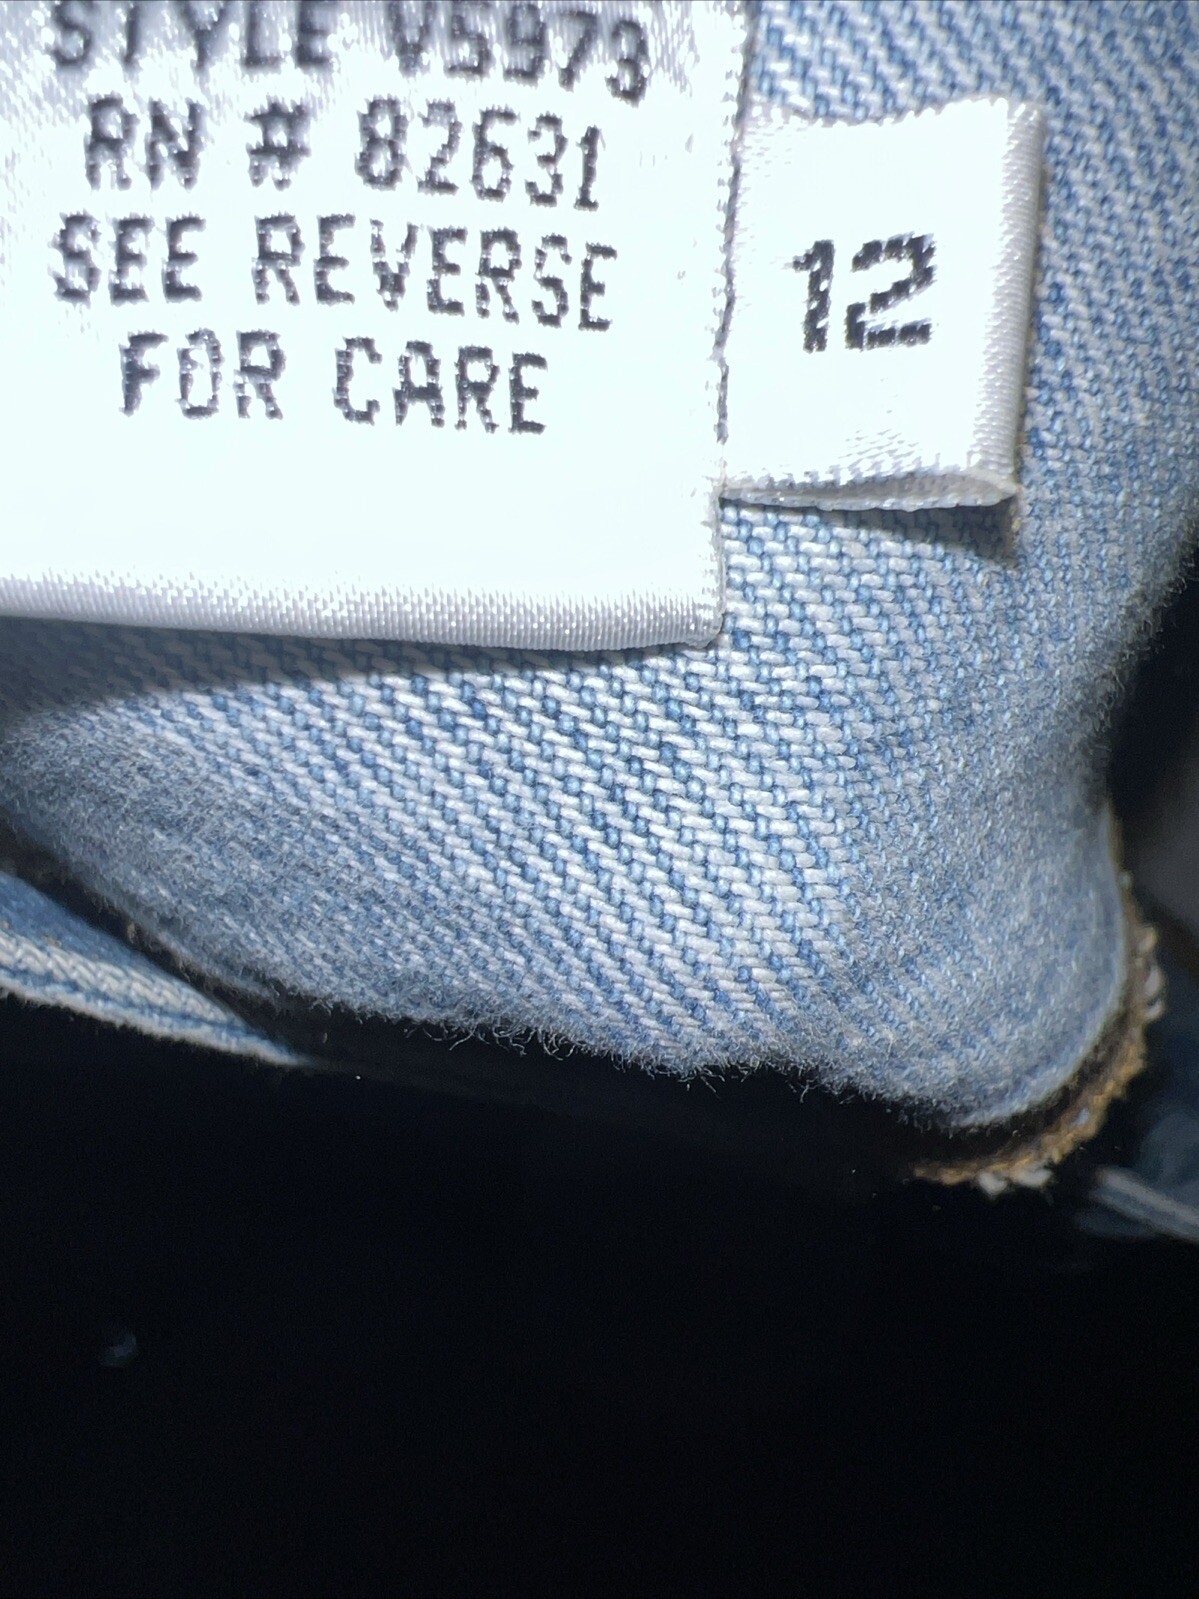 STYLE V5973
RN # 82631
SEE REVERSE
FOR CARE
12